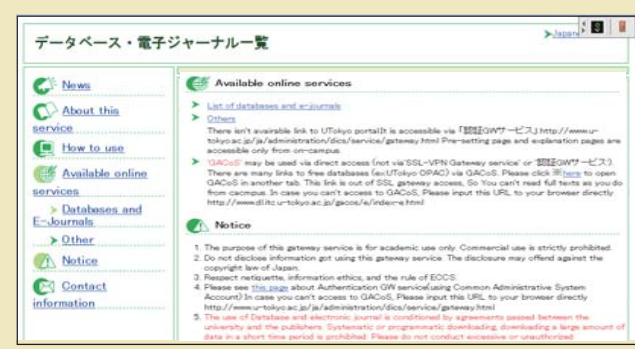 データベース・電子ジャーナル一覧
Japan
News
About this
service
How to use
Available online
services
Databases and
E-Journals
Other
Notice
Contact
information
Available online services
List of databases and e-journals
Others
There isn't avairable link to UTokyo portal.It is accessible via 「認証GWサービス」.http://www.u-
tokyo.ac.jp/ja/administration/dics/service/gateway.html Pre-setting page and explanation pages are
accessible only from on-campus.
'GACoS' may be used via direct access (not via'SSL-VPN Gateway service' or '認証GWサービス').
There are many links to free databases (ex:UTokyo OPAC) via GACoS. Please click ※here to open
GACoS in another tab. This link is out of SSL gateway access, So You can't read full texts as you do
from cacmpus. In case you can't access to GACoS, Please input this URL to your browser directly
http://www.dl.itc.u-tokyo.ac.jp/gacos/e/index-e.html
Notice
1. The purpose of this gateway service is for academic use only. Commercial use is strictly prohibited.
2. Do not disclose information got using this gateway service. The disclosure may offend against the
copyright law of Japan.
3. Respect netiquette, information ethics, and the rule of ECCS.
4. Please see this page about Authentication GW service(using Common Administrative System
Account) In case you can't access to GACoS, Please input this URL to your browser directly
http://www.u-tokyo.ac.jp/ja/administration/dics/service/gateway.html
5. The use of Database and electronic journal is conditioned by agreements passed between the
university and the publishers. Systematic or programmatic downloading, downloading a large amount of
data in a short time period is prohibited. Please do not conduct excessive or unauthorized